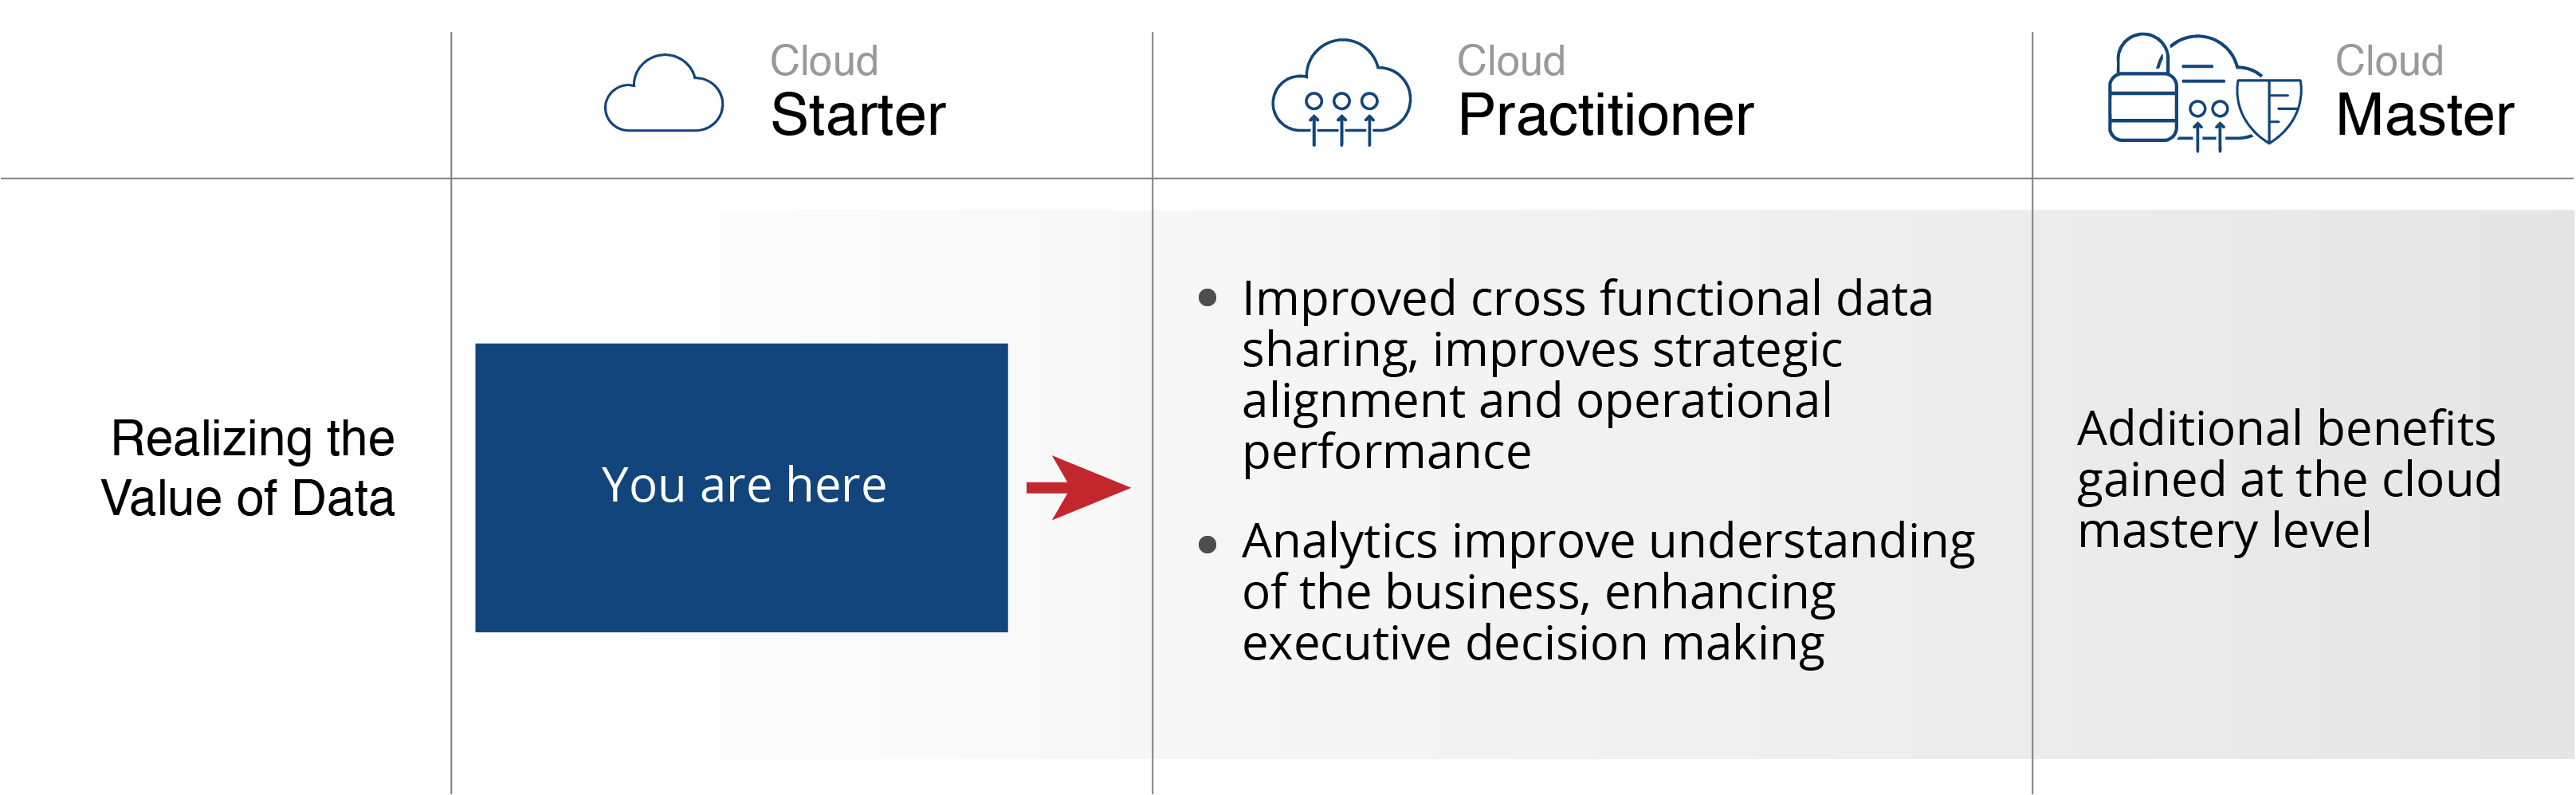 Cloud
Starter
Cloud
Practitioner
Cloud
Master
Realizing the
Value of Data
You are here
• Improved cross functional data
sharing, improves strategic
alignment and operational
performance
• Analytics improve understanding
of the business, enhancing
executive decision making
Additional benefits
gained at the cloud
mastery level